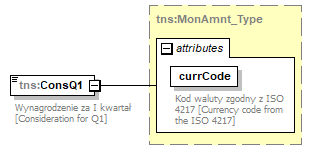 tns:MonAmnt_Type
attributes
tns:ConsQ1
currCode
Wynagrodzenie za I kwartał
[Consideration for Q1]
Kod waluty zgodny z ISO
4217 [Currency code from
the ISO 4217]